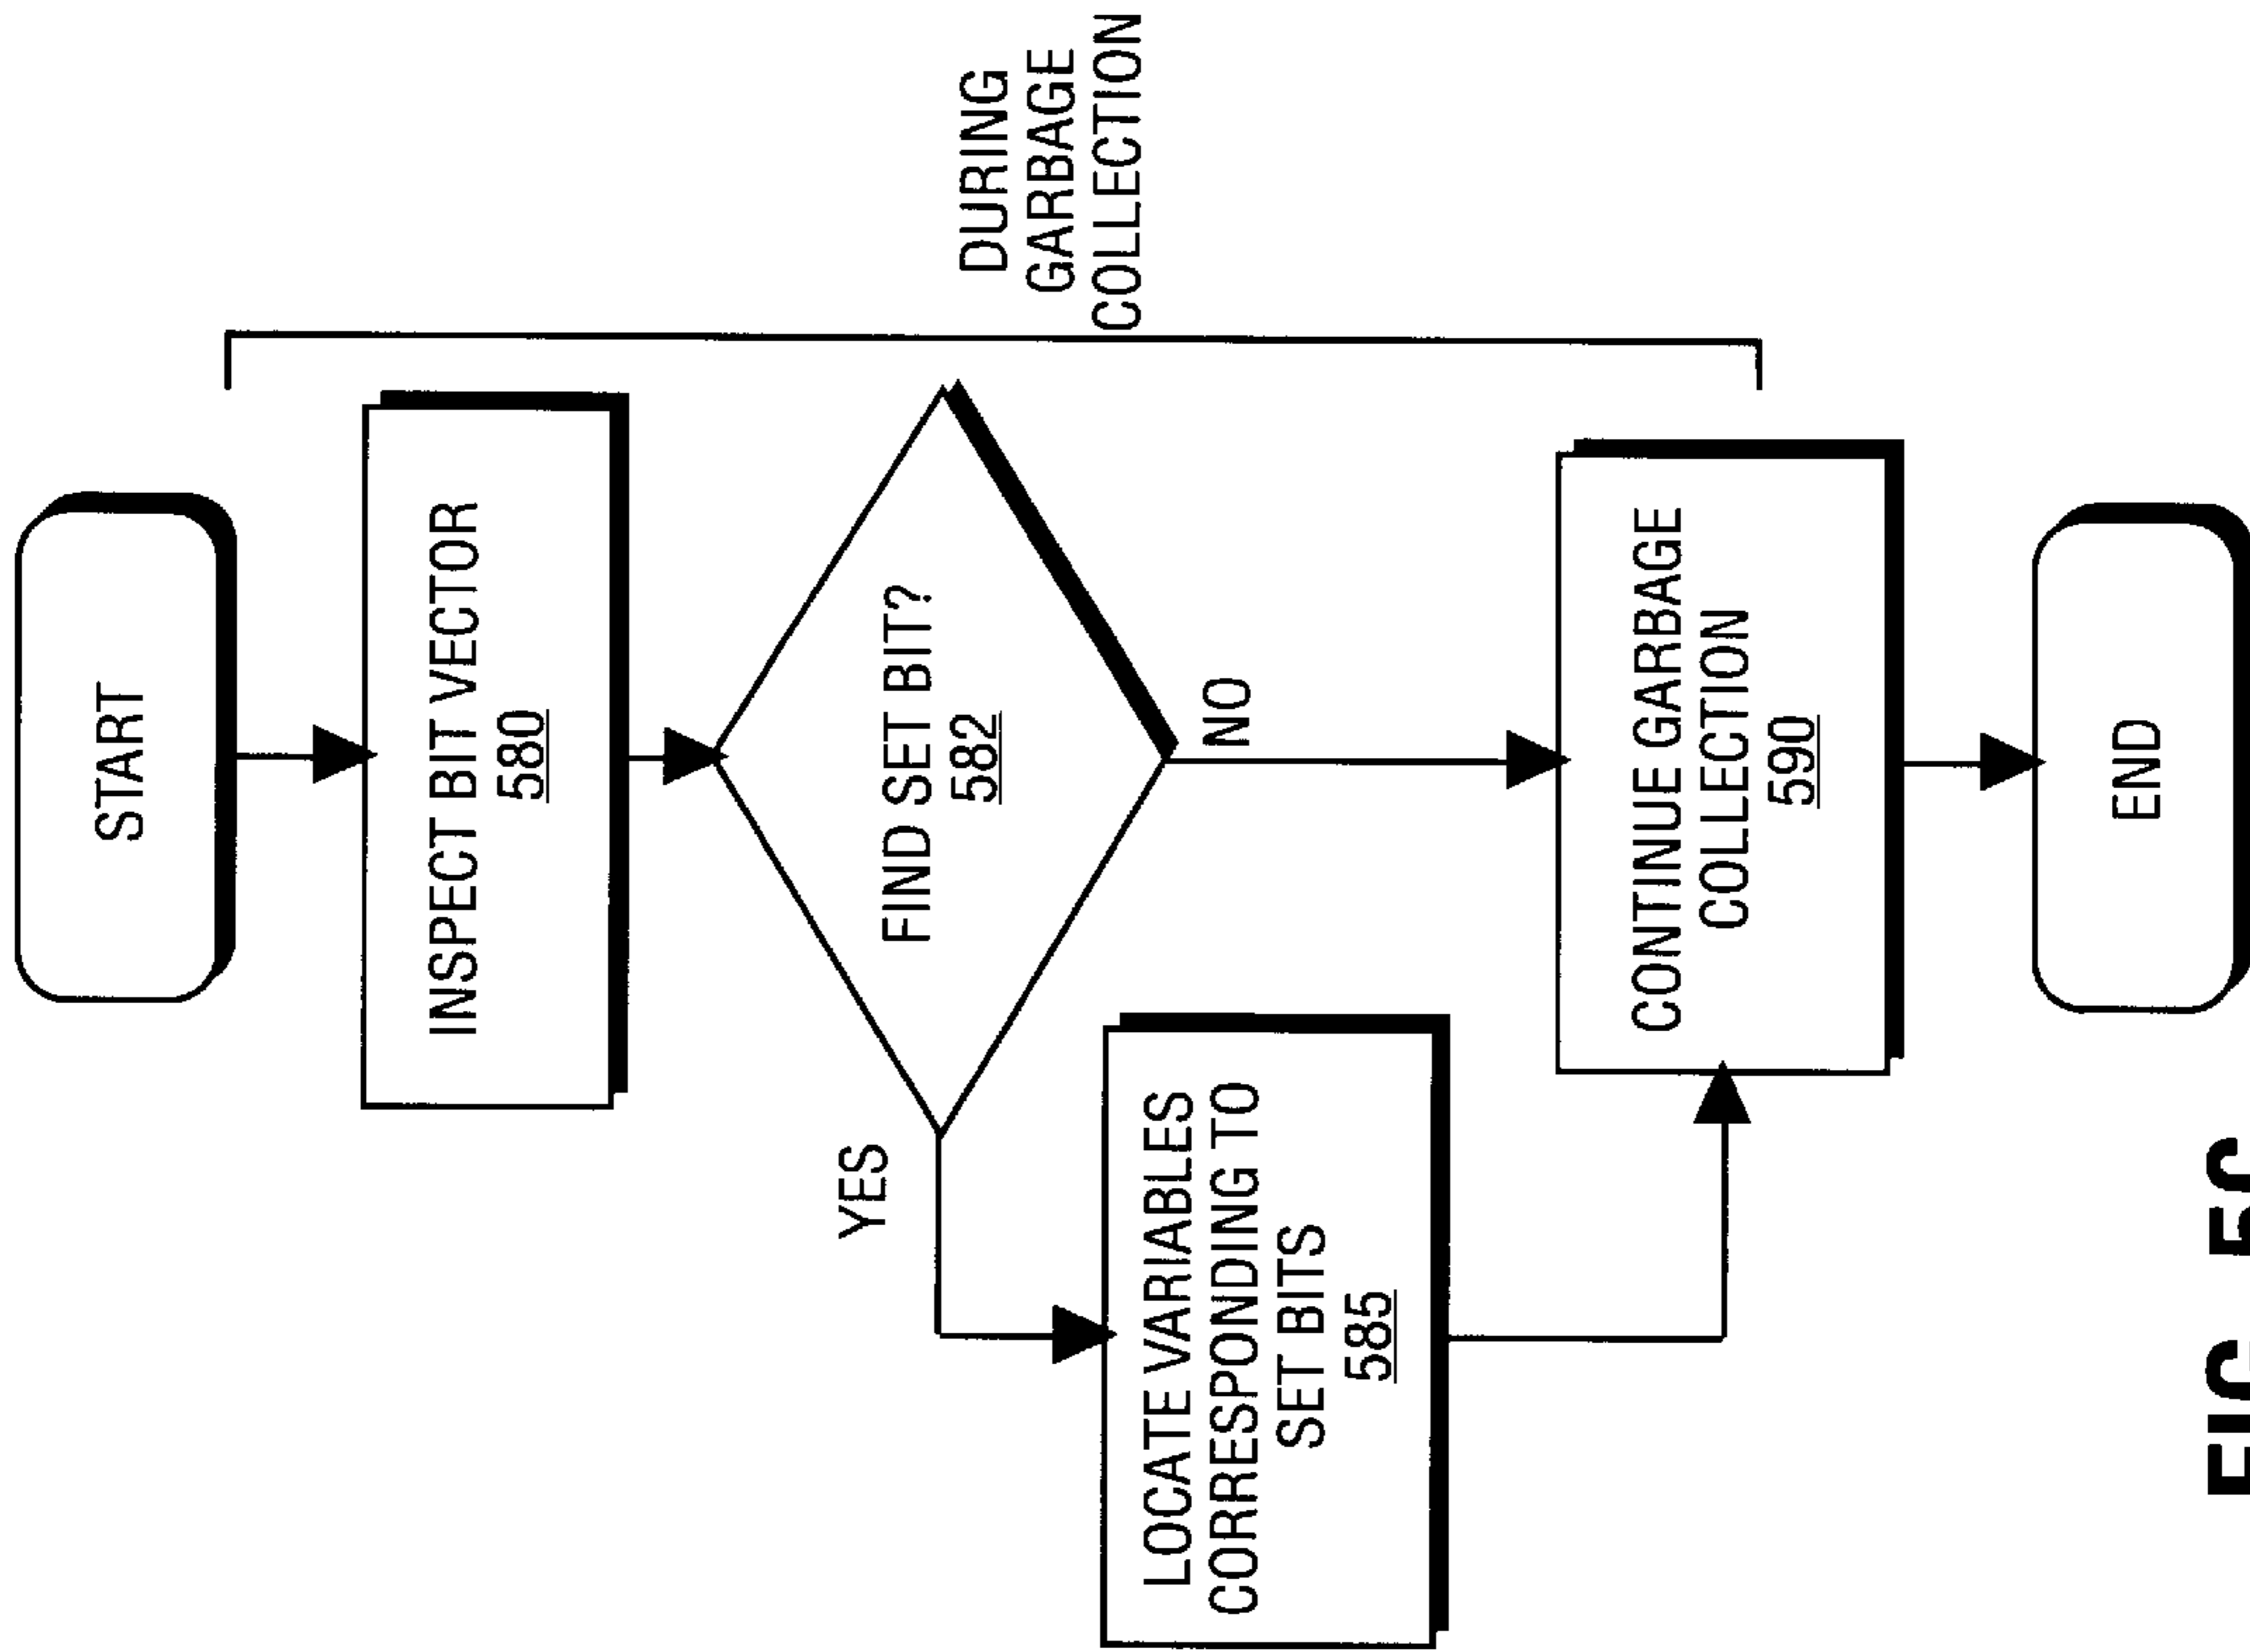 START
INSPECT BIT VECTOR
580
FIND SET BIT?
582
YES
NO
LOCATE VARIABLES
CORRESPONDING TO
SET BITS
585
CONTINUE GARBAGE
COLLECTION
590
END
DURING
GARBAGE
COLLECTION